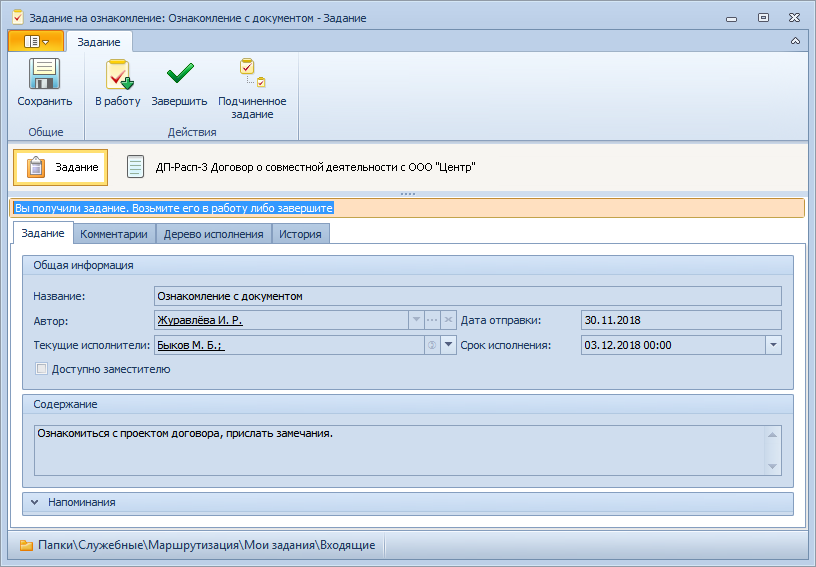 Задание на ознакомление: Ознакомление с документом - Задание
Задание
Сохранить
В работу
Завершить
Подчиненное
задание
Общие
Действия
Задание
ДП-Расп-3 Договор о совместной деятельности с ООО "Центр"
Вы получили задание. Возьмите его в работу либо завершите
Задание Комментарии Дерево исполнения История
Общая информация
Название: Ознакомление с документом
Автор: Журавлёва И. Р. Дата отправки: 30.11.2018
Текущие исполнители: Быков М. Б.; Срок исполнения: 03.12.2018 00:00
Доступно заместителю
Содержание
Ознакомиться с проектом договора, прислать замечания.
Напоминания
Папки\Служебные\Маршрутизация\Мои задания\Входящие